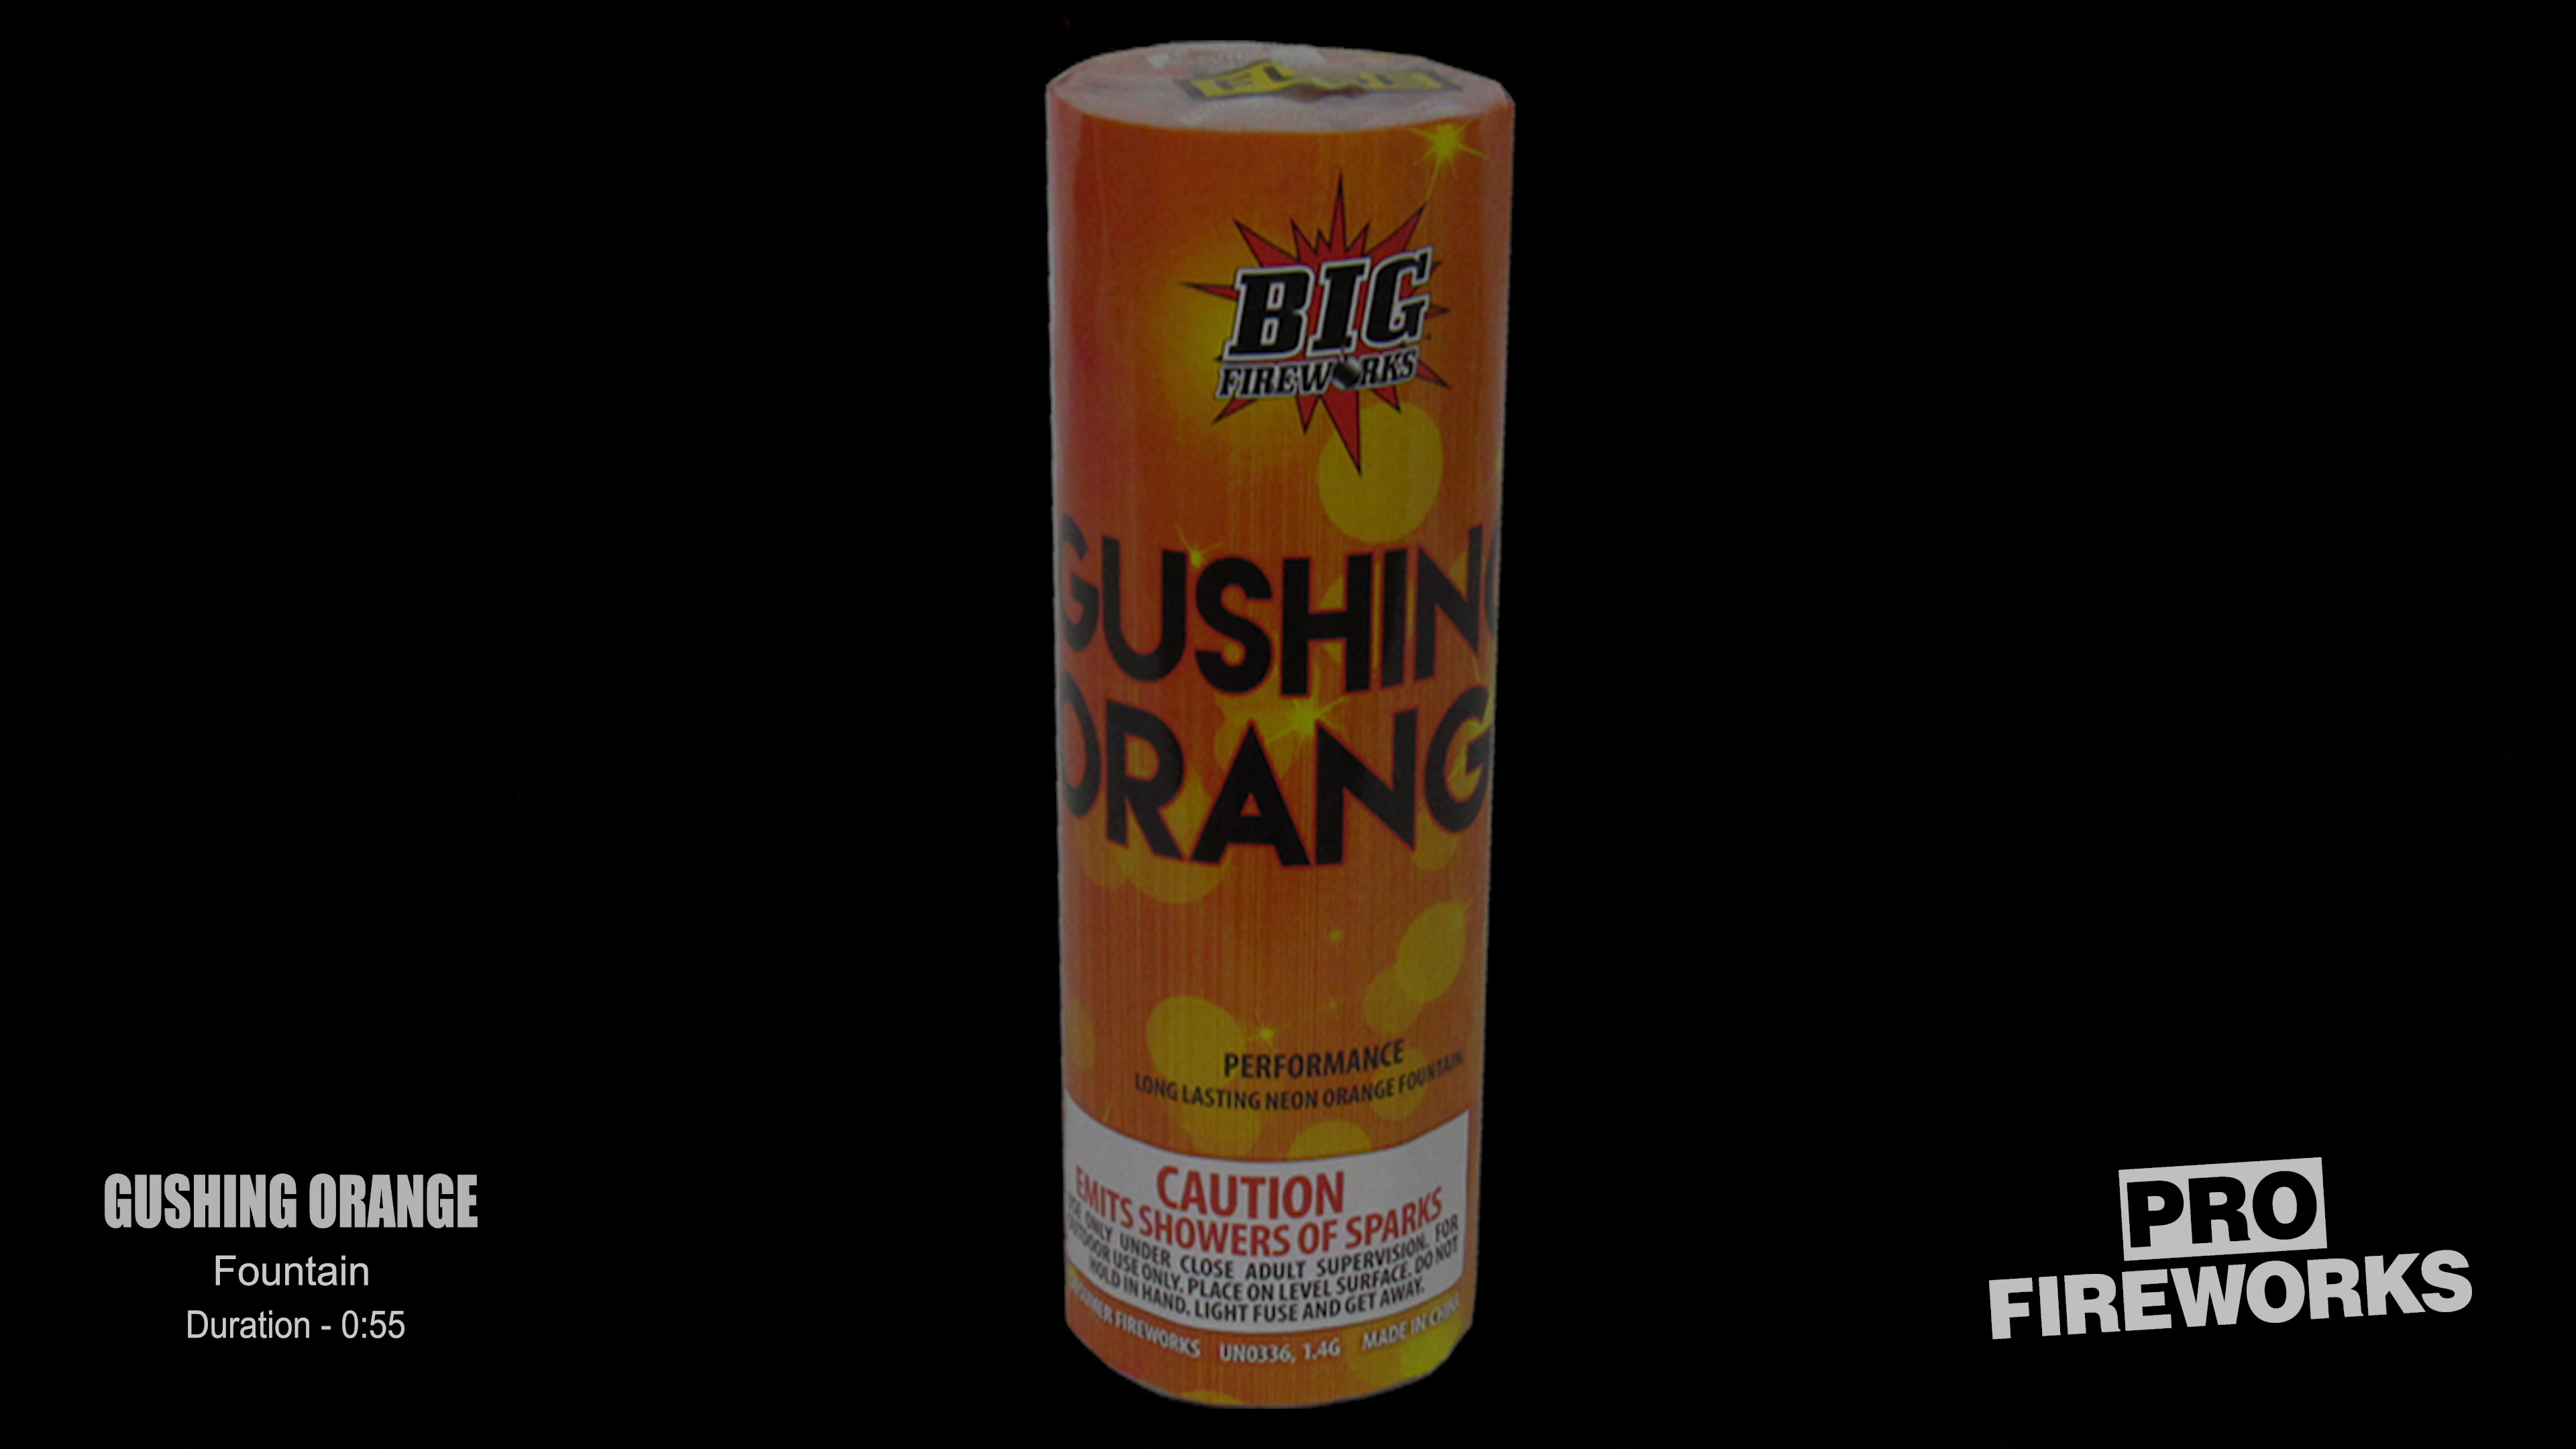 BIG
FIREWORKS
GUSHING
ORANG
PERFORMANCE
LONG LASTING NEON ORANGE FOUNTAIN
CAUTION
EMITS SHOWERS OF SPARKS
USE ONLY UNDER CLOSE ADULT SUPERVISION. FOR
OUTDOOR USE ONLY. PLACE ON LEVEL SURFACE. DO NOT
HOLD IN HAND. LIGHT FUSE AND GET AWAY.
FIREWORKS UN0336, 1.4G MADE IN CHINA
GUSHING ORANGE
Fountain
Duration - 0:55
PRO
FIREWORKS